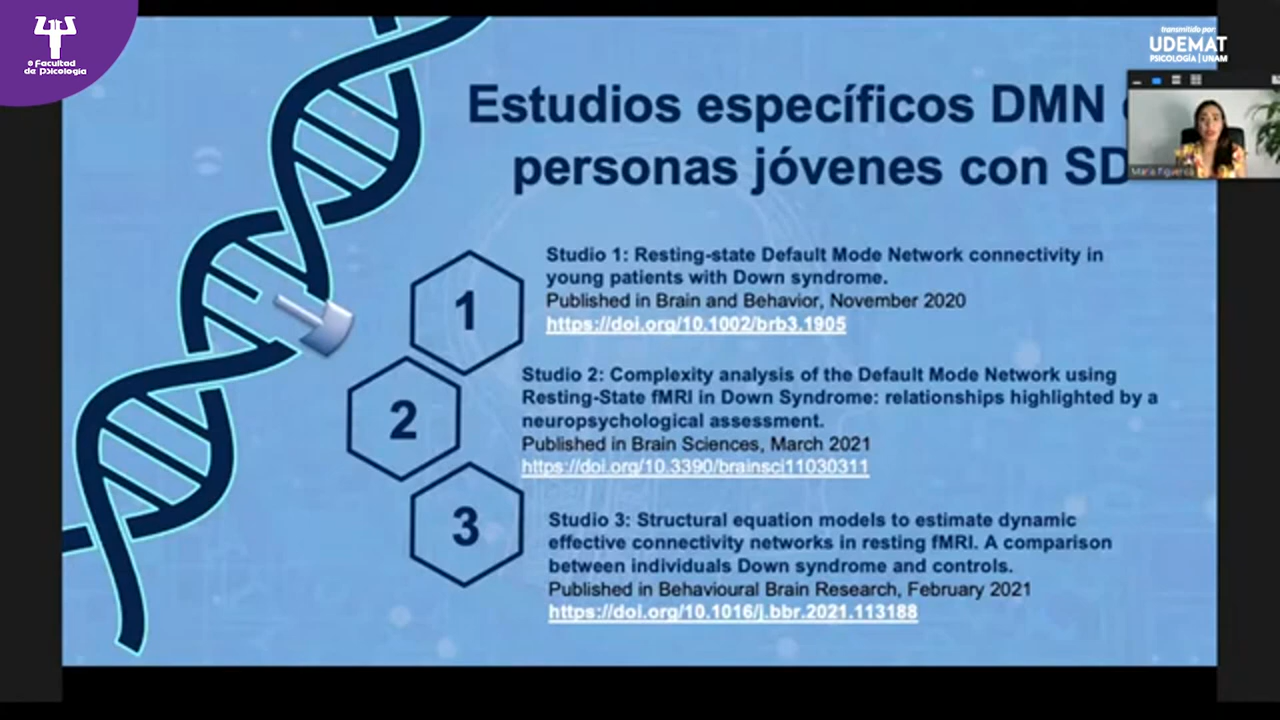 Facultad
de Psicología
transmitido por:
UDEMAT
PSICOLOGÍA | UNAM
Estudios específicos DMN
personas jóvenes con SD
María Figueroa
1
Studio 1: Resting-state Default Mode Network connectivity in
young patients with Down syndrome.
Published in Brain and Behavior, November 2020
https://doi.org/10.1002/brb3.1905
2
Studio 2: Complexity analysis of the Default Mode Network using
Resting-State fMRI in Down Syndrome: relationships highlighted by a
neuropsychological assessment.
Published in Brain Sciences, March 2021
https://doi.org/10.3390/brainsci11030311
3
Studio 3: Structural equation models to estimate dynamic
effective connectivity networks in resting fMRI. A comparison
between individuals Down syndrome and controls.
Published in Behavioural Brain Research, February 2021
https://doi.org/10.1016/j.bbr.2021.113188